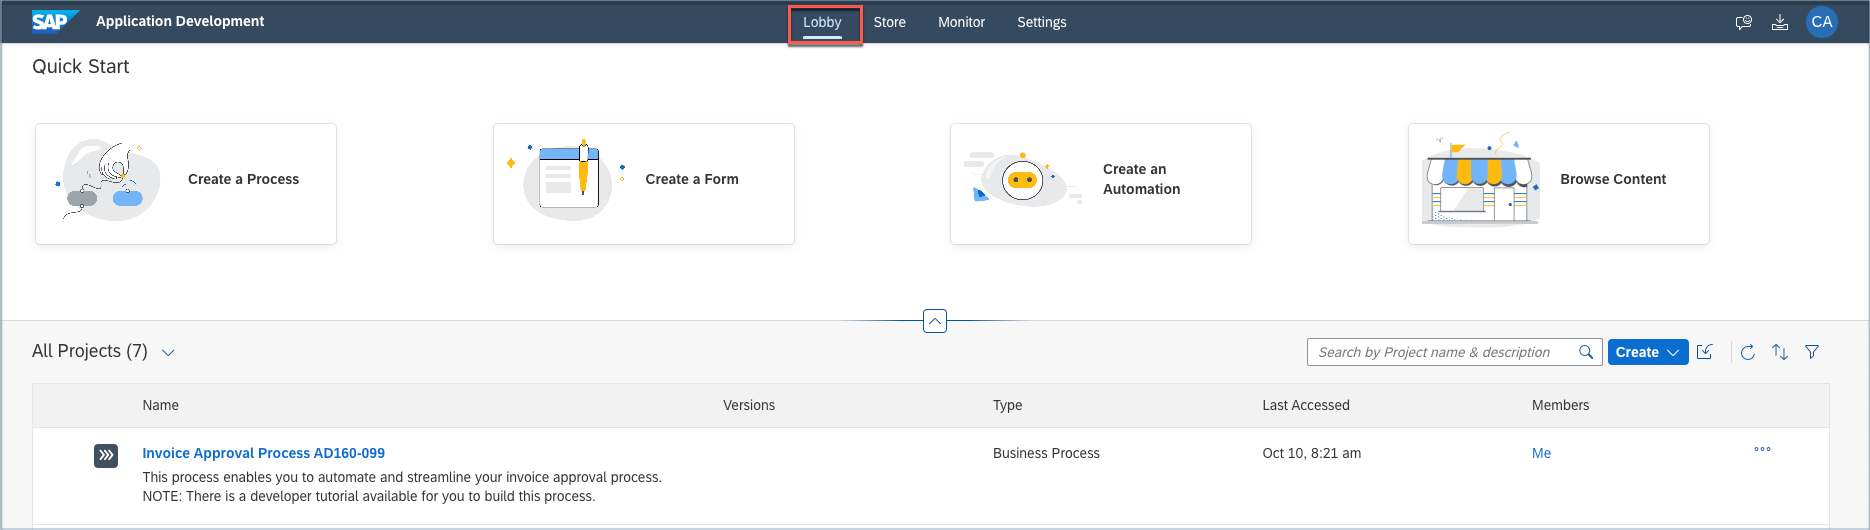 SAP Application Development Lobby Store Monitor Settings CA
Quick Start
Create a Process
Create a Form
Create an
Automation
Browse Content
All Projects (7)
Search by Project name & description Create
Name Versions Type Last Accessed Members
Invoice Approval Process AD160-099 Business Process Oct 10, 8:21 am Me
This process enables you to automate and streamline your invoice approval process.
NOTE: There is a developer tutorial available for you to build this process.